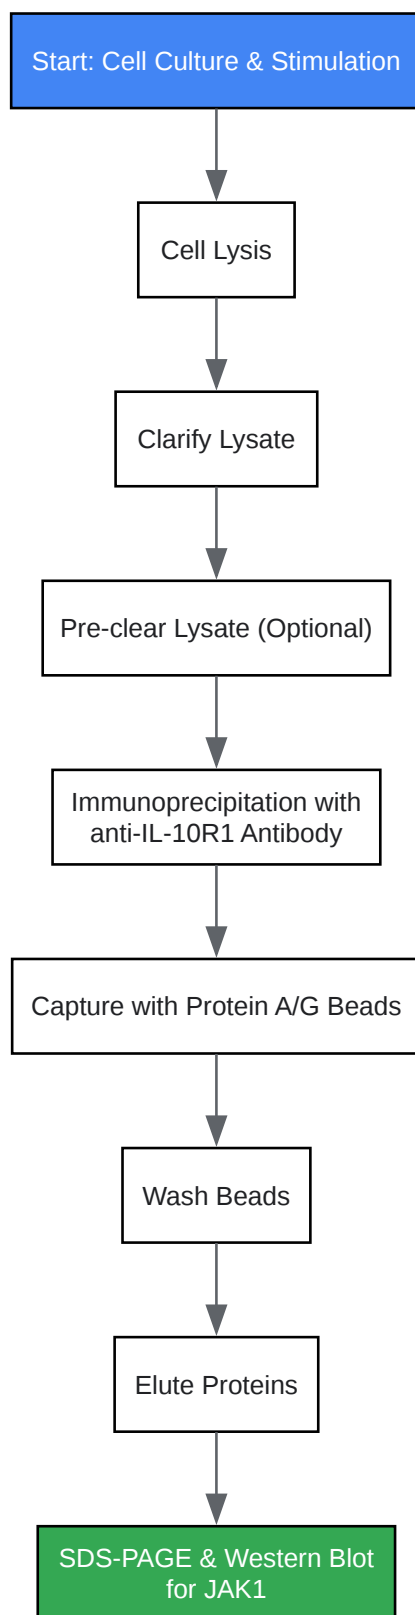 Start: Cell Culture & Stimulation
Cell Lysis
Clarify Lysate
Pre-clear Lysate (Optional)
Immunoprecipitation with
anti-IL-10R1 Antibody
Capture with Protein A/G Beads
Wash Beads
Elute Proteins
SDS-PAGE & Western Blot
for JAK1